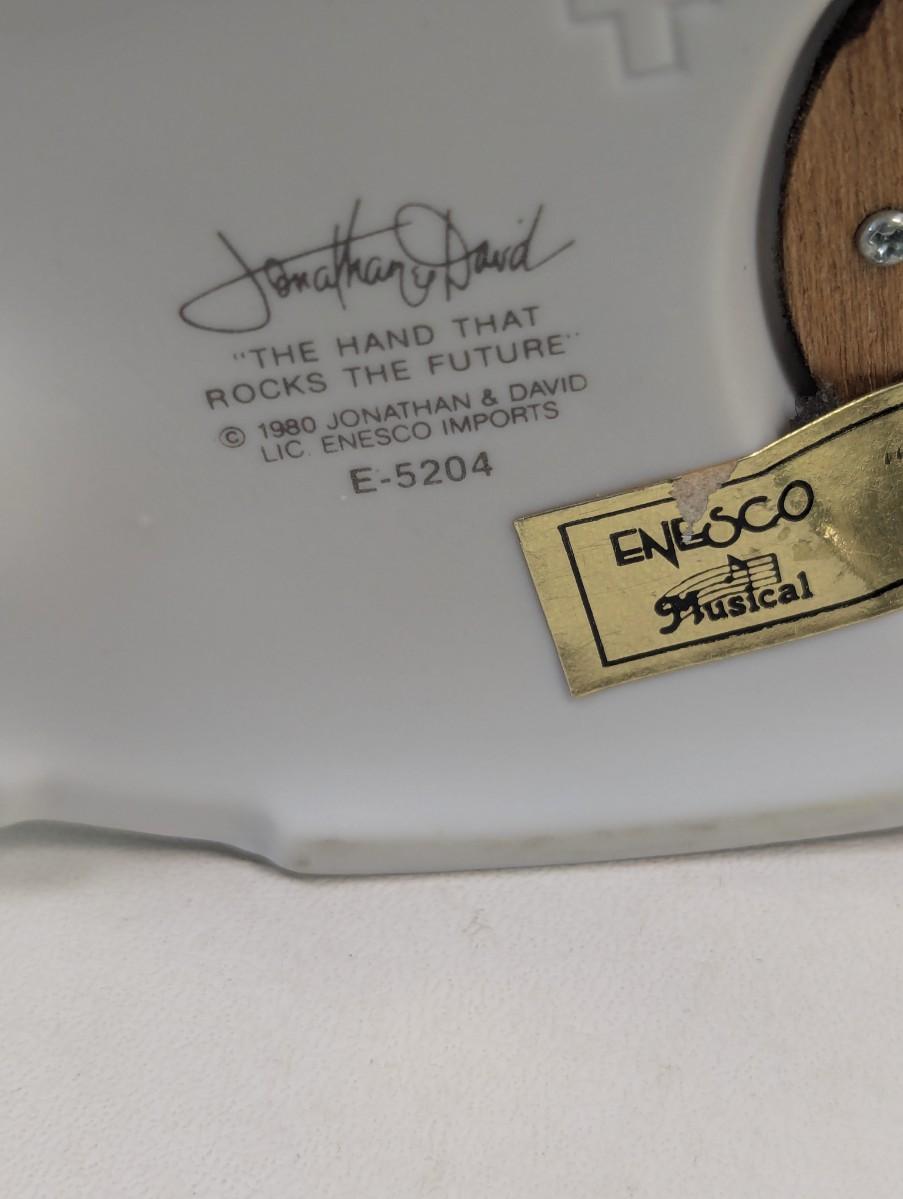 Jonathan & David
"THE HAND THAT
ROCKS THE FUTURE"
© 1980 JONATHAN & DAVID
LIC. ENESCO IMPORTS
E-5204
ENESCO
Musical